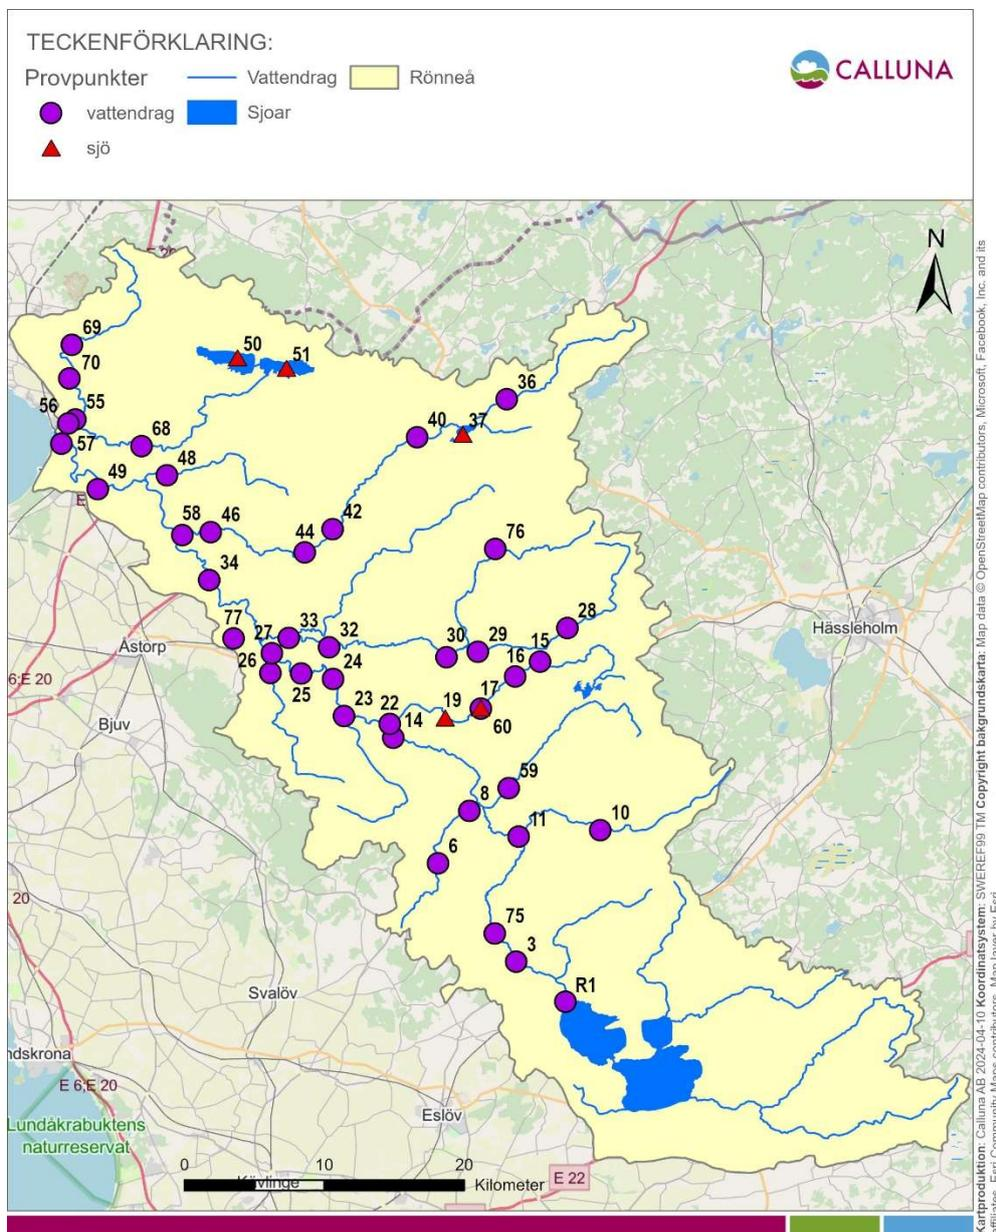 TECKENFÖRKLARING:
Provpunkter
Vattendrag
Rönneå
vattendrag
Sjoar
sjö
CALLUNA
N
69
50
51
70
36
55
56
40
37
57
68
48
49
58
46
42
44
76
34
28
77
33
27
32
30
29
15
Hässleholm
Åstorp
16
26
24
6:E 20
25
17
23
22
19
Bjuv
14
60
59
8
11
10
6
20
75
3
Svalöv
R1
ndskrona
E 6;E 20
Eslöv
Lundåkrabuktens
naturreservat
0
10
20
Kilometer
E 22
Kartproduktion: Calluna AB 2024-04-10 Koordinatsystem: SWEREF99 TM Copyright bakgrundskarta: Map data © OpenStreetMap contributors, Microsoft, Facebook, Inc. and its